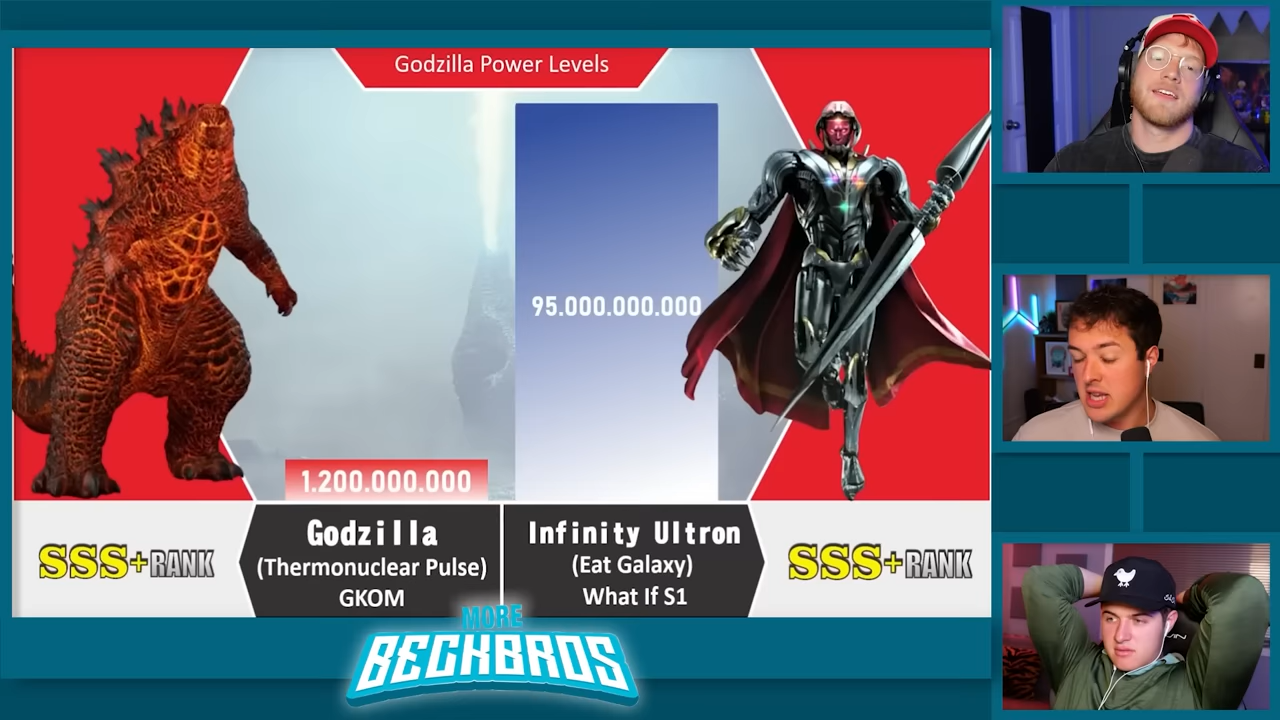 Godzilla Power Levels
95.000.000.000
1.200.000.000
SSS+RANK
Godzilla
(Thermonuclear Pulse)
GKOM
Infinity Ultron
(Eat Galaxy)
What If S1
SSS+RANK
MORE
BECKBROS